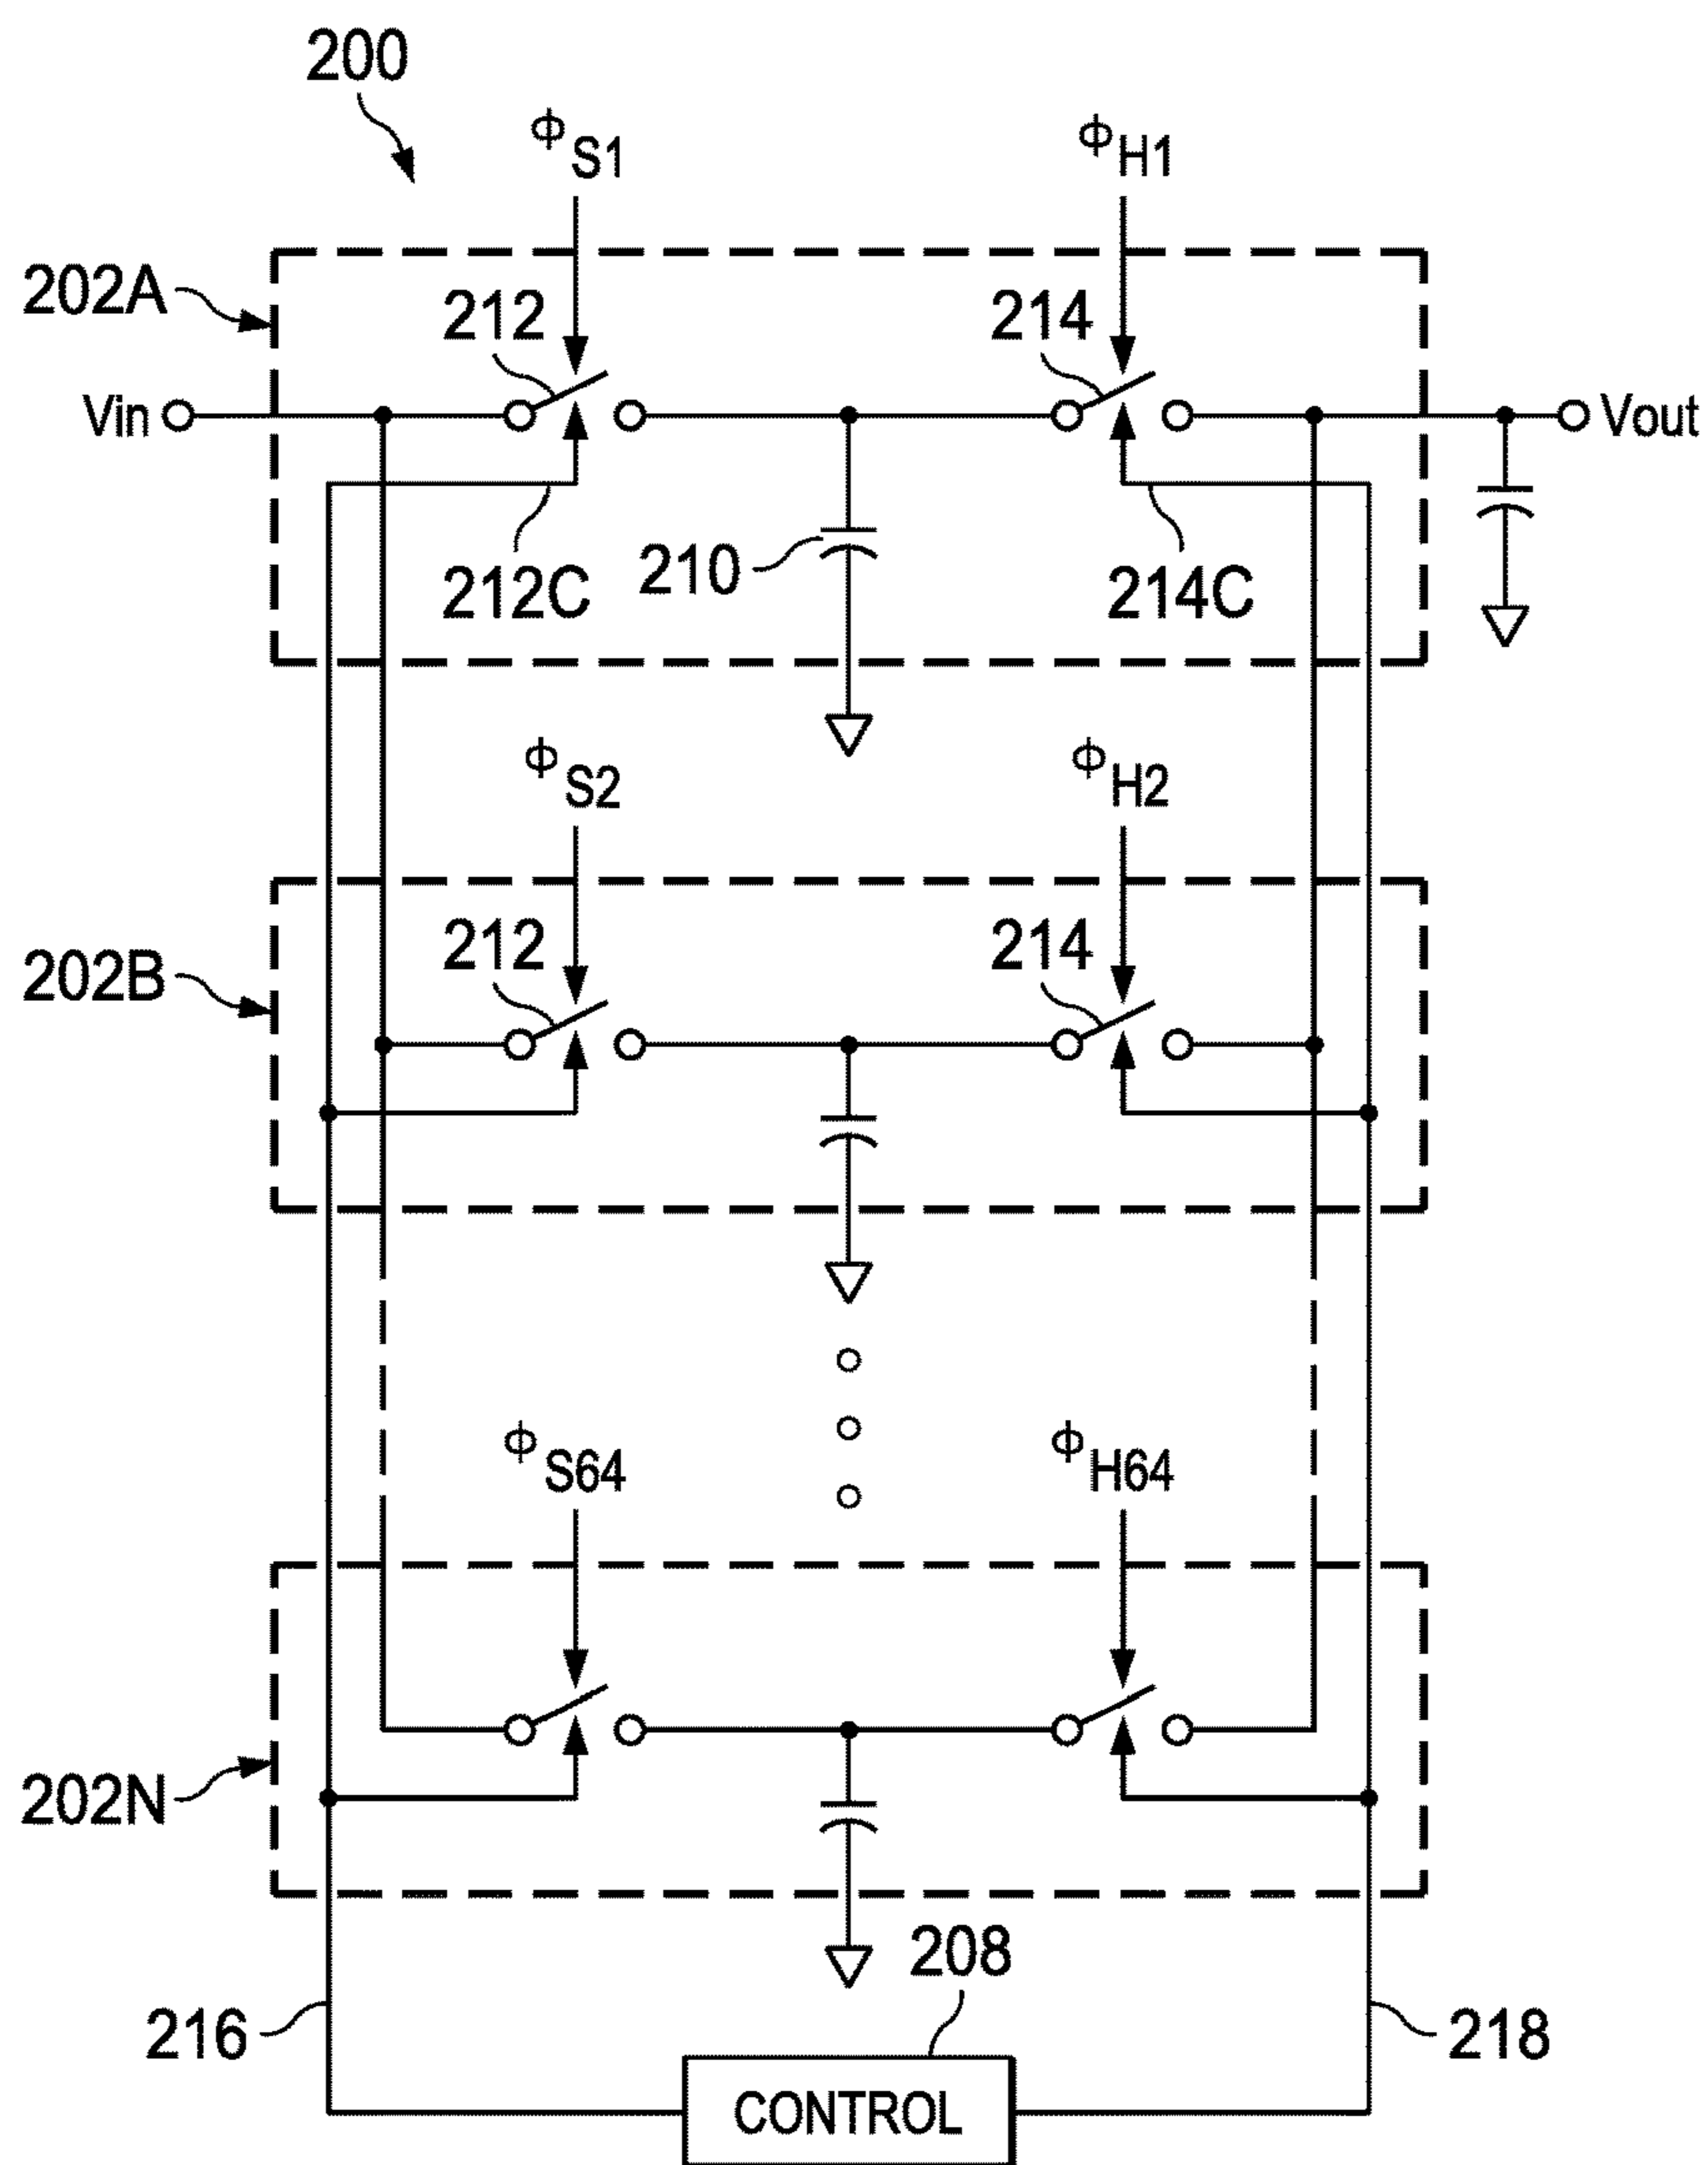 200
ΦS1 ΦH1
202A 212 214
Vin Vout
210
212C 214C
ΦS2 ΦH2
212 214
202B
ΦS64 ΦH64
202N
208
216 218
CONTROL